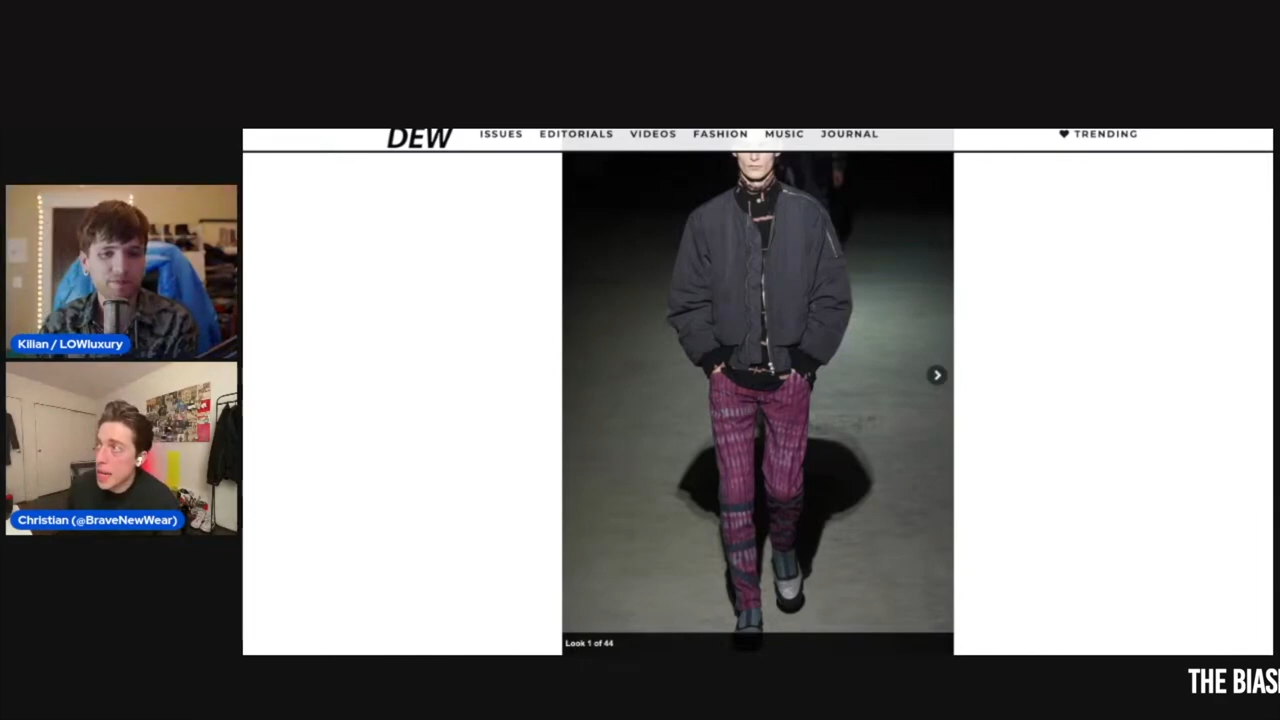 DEW
ISSUES EDITORIALS VIDEOS FASHION MUSIC JOURNAL
TRENDING
Kilian / LOWluxury
Christian (@BraveNewWear)
Look 1 of 44
THE BIAS